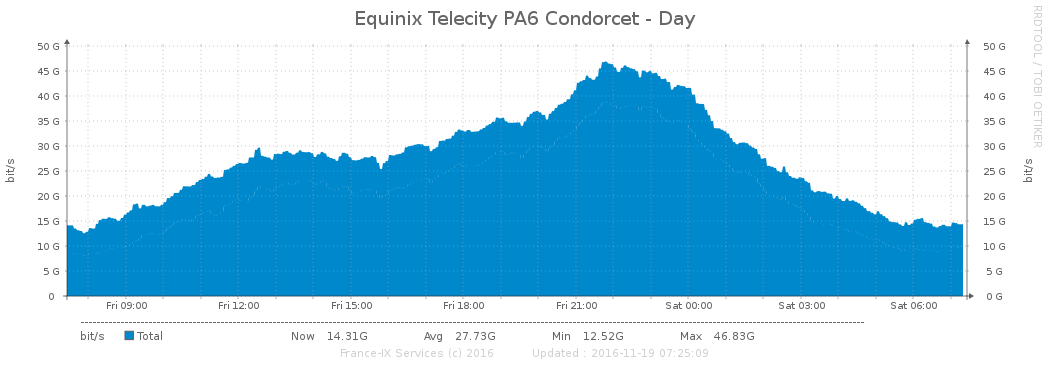 Equinix Telecity PA6 Condorcet - Day
RRDTOOL / TOBI OETIKER
50 G 50 G
45 G 45 G
40 G 40 G
35 G 35 G
30 G 30 G
25 G 25 G
20 G 20 G
15 G 15 G
10 G 10 G
5 G 5 G
0 0 G
bit/s bit/s
Fri 09:00 Fri 12:00 Fri 15:00 Fri 18:00 Fri 21:00 Sat 00:00 Sat 03:00 Sat 06:00
bit/s Total Now 14.31G Avg 27.73G Min 12.52G Max 46.83G
France-IX Services (c) 2016 Updated : 2016-11-19 07:25:09